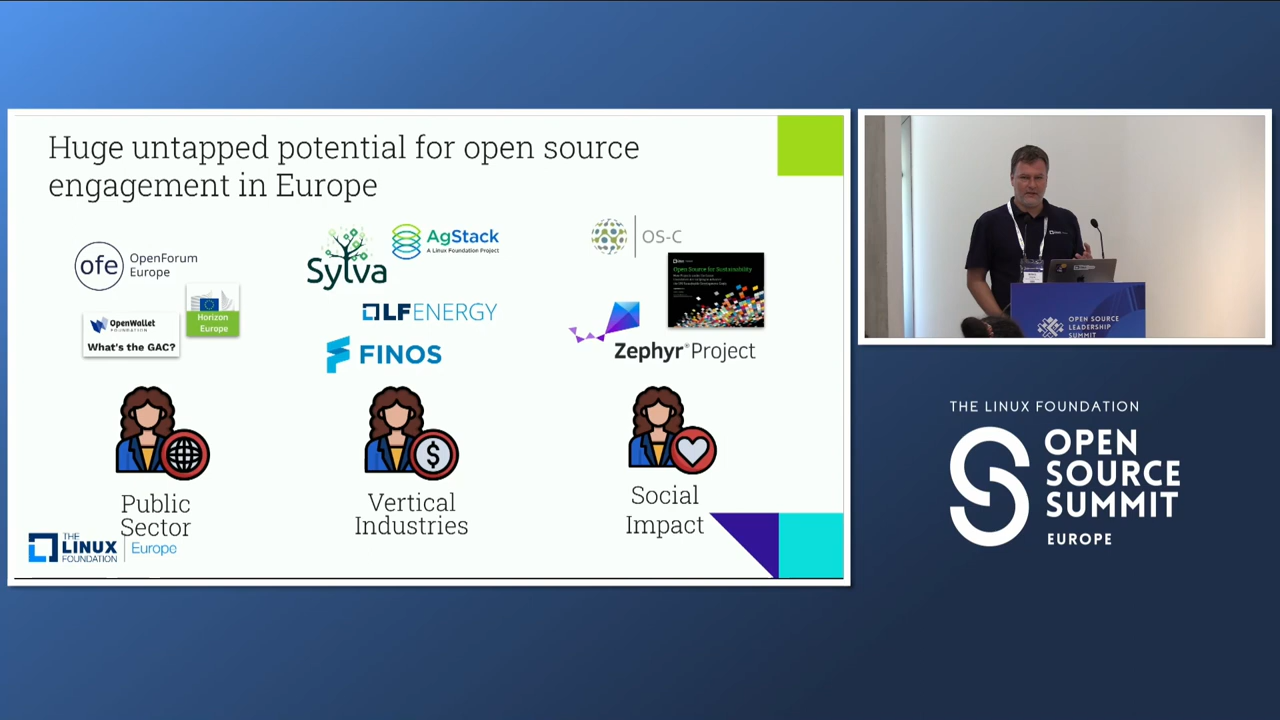 Huge untapped potential for open source
engagement in Europe
ofe
OpenForum
Europe
OpenWallet
FOUNDATION
What's the GAC?
Horizon
Europe
Sylva
AgStack
A Linux Foundation Project
LFENERGY
FINOS
OS-C
Open Source for Sustainability
Zephyr®Project
$
Public
Sector
Vertical
Industries
Social
Impact
THE
LINUX
FOUNDATION
Europe
OPEN SOURCE
LEADERSHIP
SUMMIT
THE LINUX FOUNDATION
OPEN
SOURCE
SUMMIT
EUROPE